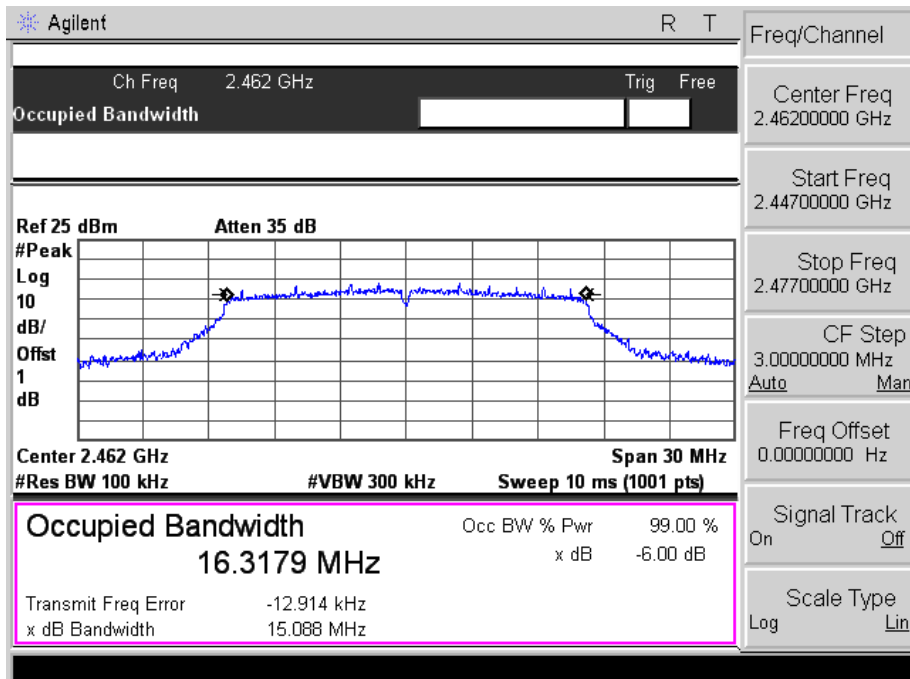 Agilent R T
Ch Freq 2.462 GHz Trig Free
Occupied Bandwidth
Ref 25 dBm Atten 35 dB
#Peak
Log
10
dB/
Offst
1
dB
Center 2.462 GHz Span 30 MHz
#Res BW 100 kHz #VBW 300 kHz Sweep 10 ms (1001 pts)
Occupied Bandwidth
16.3179 MHz
Occ BW % Pwr 99.00 %
x dB -6.00 dB
Transmit Freq Error -12.914 kHz
x dB Bandwidth 15.088 MHz
Freq/Channel
Center Freq
2.46200000 GHz
Start Freq
2.44700000 GHz
Stop Freq
2.47700000 GHz
CF Step
3.00000000 MHz
Auto Man
Freq Offset
0.00000000 Hz
Signal Track
On Off
Scale Type
Log Lin